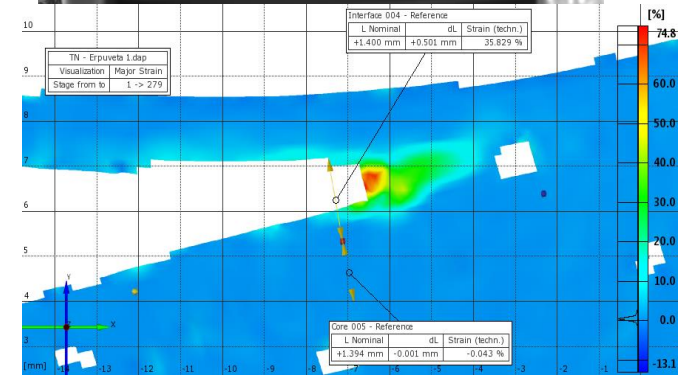 Interface 004 - Reference
L Nominal dL Strain (techn.)
+1.400 mm +0.501 mm 35.829 %
TN - Erpuveta 1.dap
Visualization Major Strain
Stage from to 1 -> 279
[%]
74.8
60.0
50.0
40.0
30.0
20.0
10.0
0.0
-13.1
10
9
8
7
6
5
4
3
Y
X
Core 005 - Reference
L Nominal dL Strain (techn.)
+1.394 mm -0.001 mm -0.043 %
[mm] -14 -13 -12 -11 -10 -9 -8 -7 -6 -5 -4 -3 -2 -1